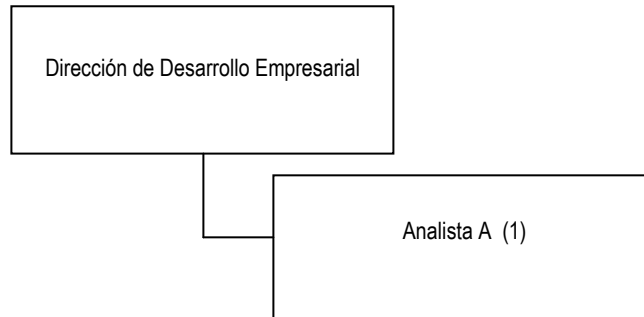 Dirección de Desarrollo Empresarial
Analista A (1)